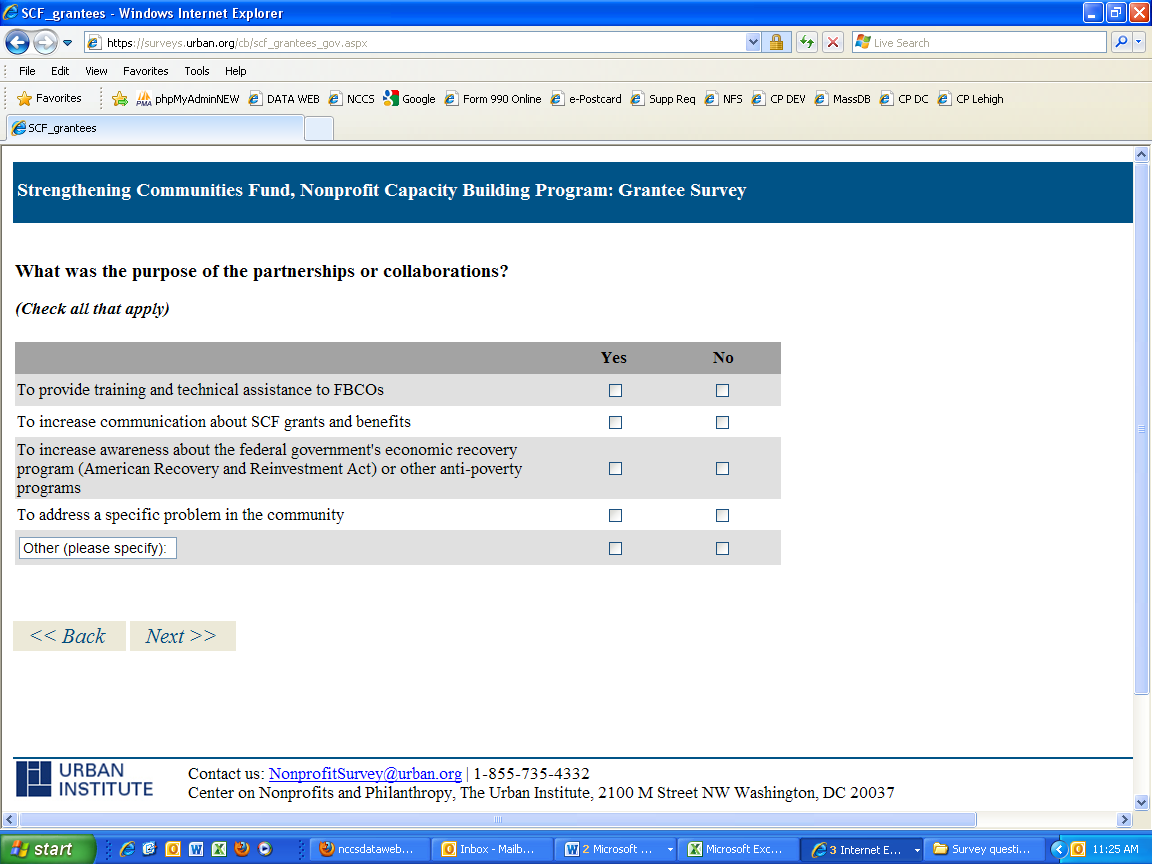 SCF_grantees - Windows Internet Explorer
https://surveys.urban.org/cb/scf_grantees_gov.aspx
Live Search
File Edit View Favorites Tools Help
Favorites phpMyAdminNEW DATA WEB NCCS Google Form 990 Online e-Postcard Supp Req NFS CP DEV MassDB CP DC CP Lehigh
SCF_grantees
Strengthening Communities Fund, Nonprofit Capacity Building Program: Grantee Survey
What was the purpose of the partnerships or collaborations?
(Check all that apply)
Yes No
To provide training and technical assistance to FBCOs
To increase communication about SCF grants and benefits
To increase awareness about the federal government's economic recovery
program (American Recovery and Reinvestment Act) or other anti-poverty
programs
To address a specific problem in the community
Other (please specify):
<< Back Next >>
URBAN
INSTITUTE
Contact us: NonprofitSurvey@urban.org | 1-855-735-4332
Center on Nonprofits and Philanthropy, The Urban Institute, 2100 M Street NW Washington, DC 20037
start nccsdataweb... Inbox - Mailb... 2 Microsoft ... Microsoft Exc... 3 Internet E... Survey questi... 11:25 AM